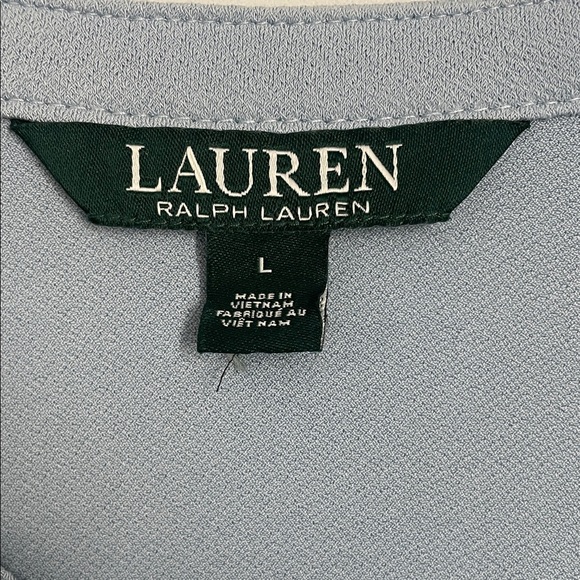 LAUREN
RALPH LAUREN
L
MADE IN
VIETNAM
FABRIQUÉ AU
VIÊT NAM